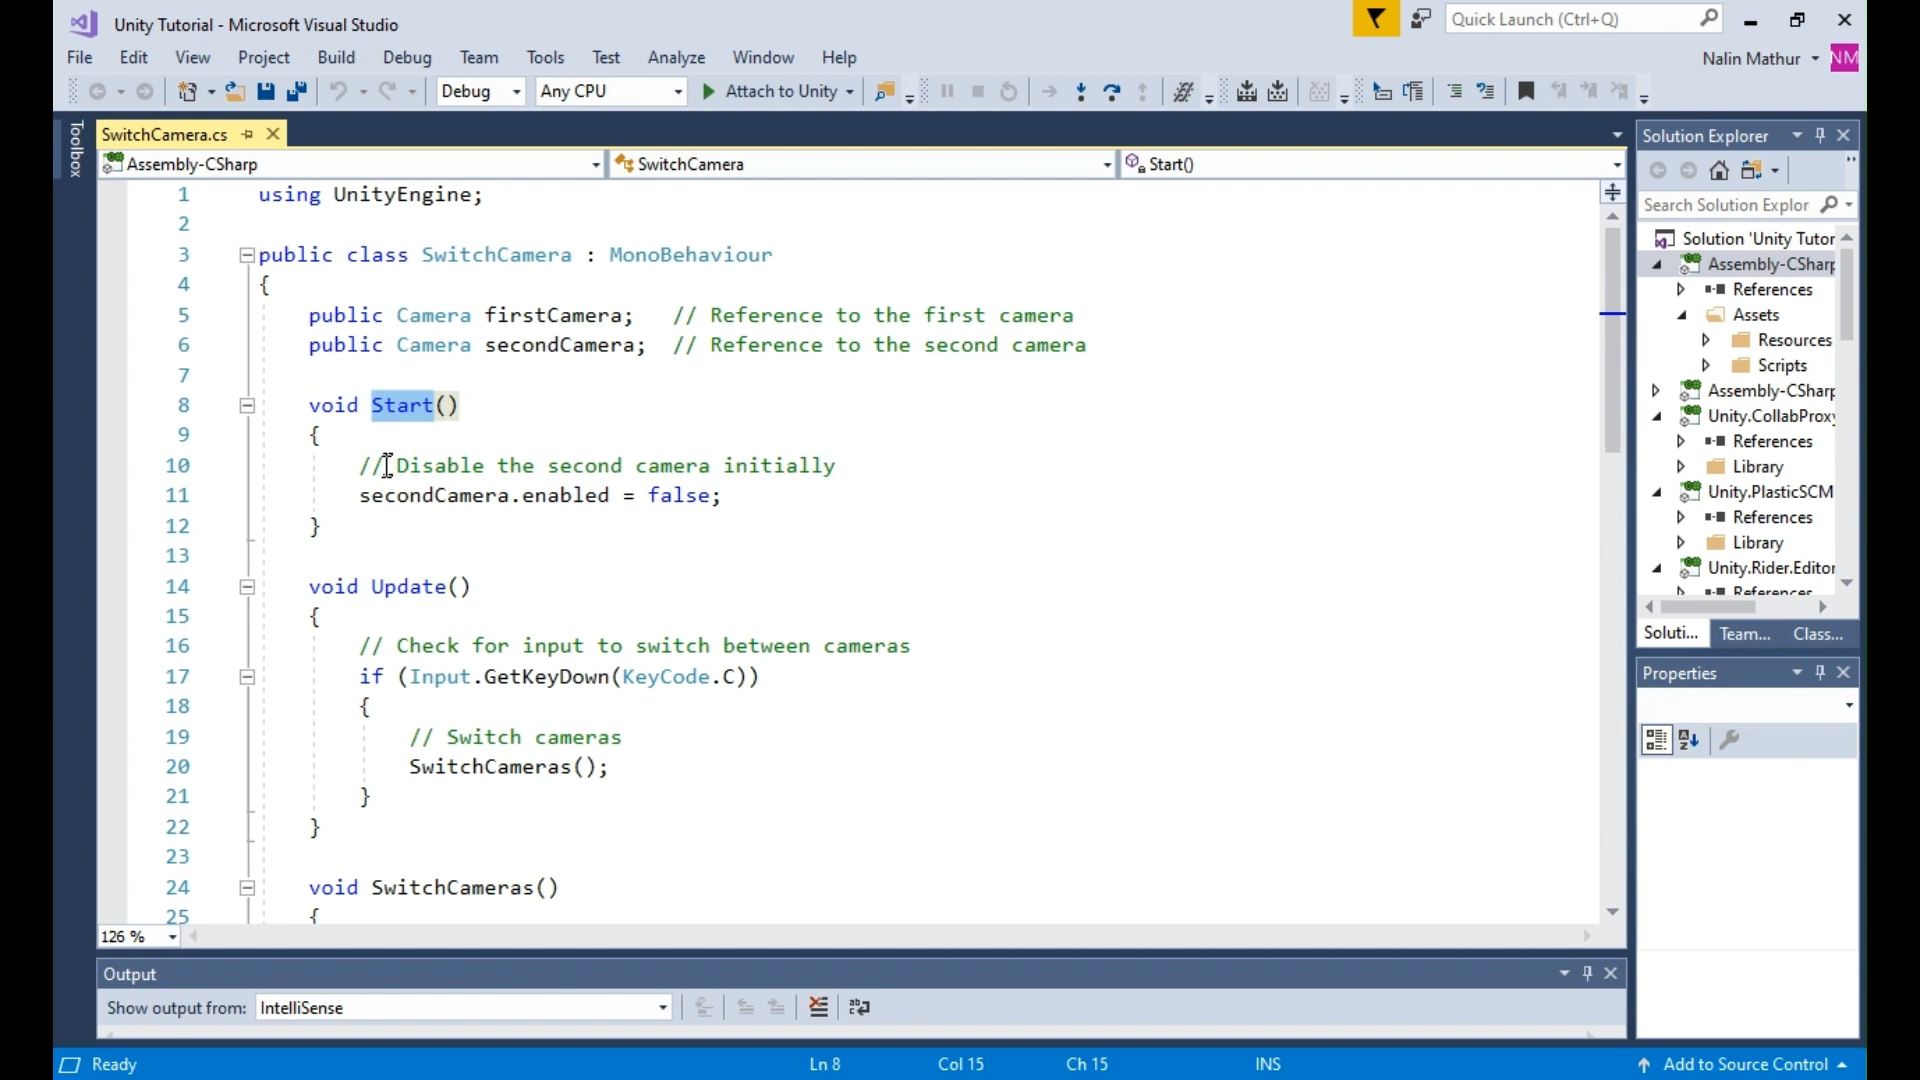 Unity Tutorial - Microsoft Visual Studio
Quick Launch (Ctrl+Q)
File Edit View Project Build Debug Team Tools Test Analyze Window Help
Nalin Mathur NM
Debug Any CPU Attach to Unity
Toolbox
SwitchCamera.cs
Assembly-CSharp SwitchCamera Start()
1 using UnityEngine;
2
3 public class SwitchCamera : MonoBehaviour
4 {
5 public Camera firstCamera; // Reference to the first camera
6 public Camera secondCamera; // Reference to the second camera
7
8 void Start()
9 {
10 // Disable the second camera initially
11 secondCamera.enabled = false;
12 }
13
14 void Update()
15 {
16 // Check for input to switch between cameras
17 if (Input.GetKeyDown(KeyCode.C))
18 {
19 // Switch cameras
20 SwitchCameras();
21 }
22 }
23
24 void SwitchCameras()
25 {
126 %
Output
Show output from: IntelliSense
Solution Explorer
Search Solution Explor
Solution 'Unity Tutor
Assembly-CSharp
References
Assets
Resources
Scripts
Assembly-CSharp
Unity.CollabProxy
References
Library
Unity.PlasticSCM
References
Library
Unity.Rider.Editor
References
Soluti... Team... Class...
Properties
Ready Ln 8 Col 15 Ch 15 INS Add to Source Control